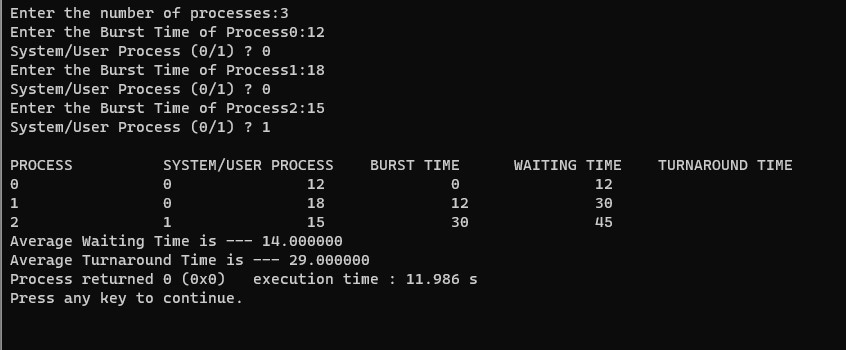 Enter the number of processes:3
Enter the Burst Time of Process0:12
System/User Process (0/1) ? 0
Enter the Burst Time of Process1:18
System/User Process (0/1) ? 0
Enter the Burst Time of Process2:15
System/User Process (0/1) ? 1

PROCESS          SYSTEM/USER PROCESS    BURST TIME      WAITING TIME    TURNAROUND TIME
0                0               12              0               12
1                0               18              12              30
2                1               15              30              45
Average Waiting Time is --- 14.000000
Average Turnaround Time is --- 29.000000
Process returned 0 (0x0)   execution time : 11.986 s
Press any key to continue.